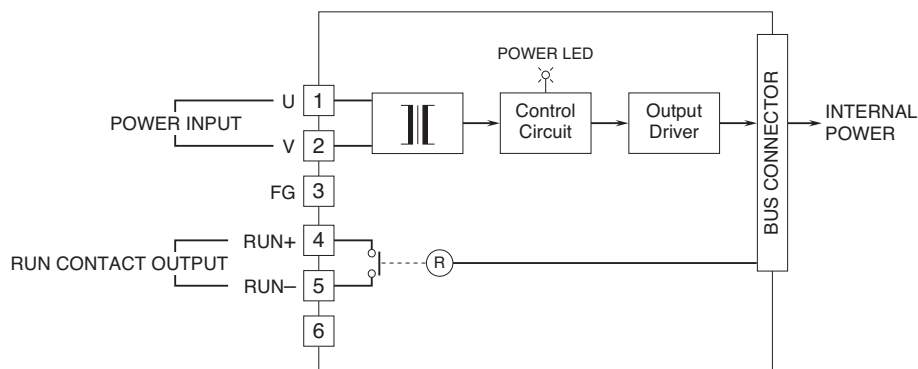 POWER LED
U 1
POWER INPUT
V 2
Control
Circuit
Output
Driver
BUS CONNECTOR
INTERNAL
POWER
FG 3
RUN+ 4
RUN CONTACT OUTPUT
R
RUN– 5
6